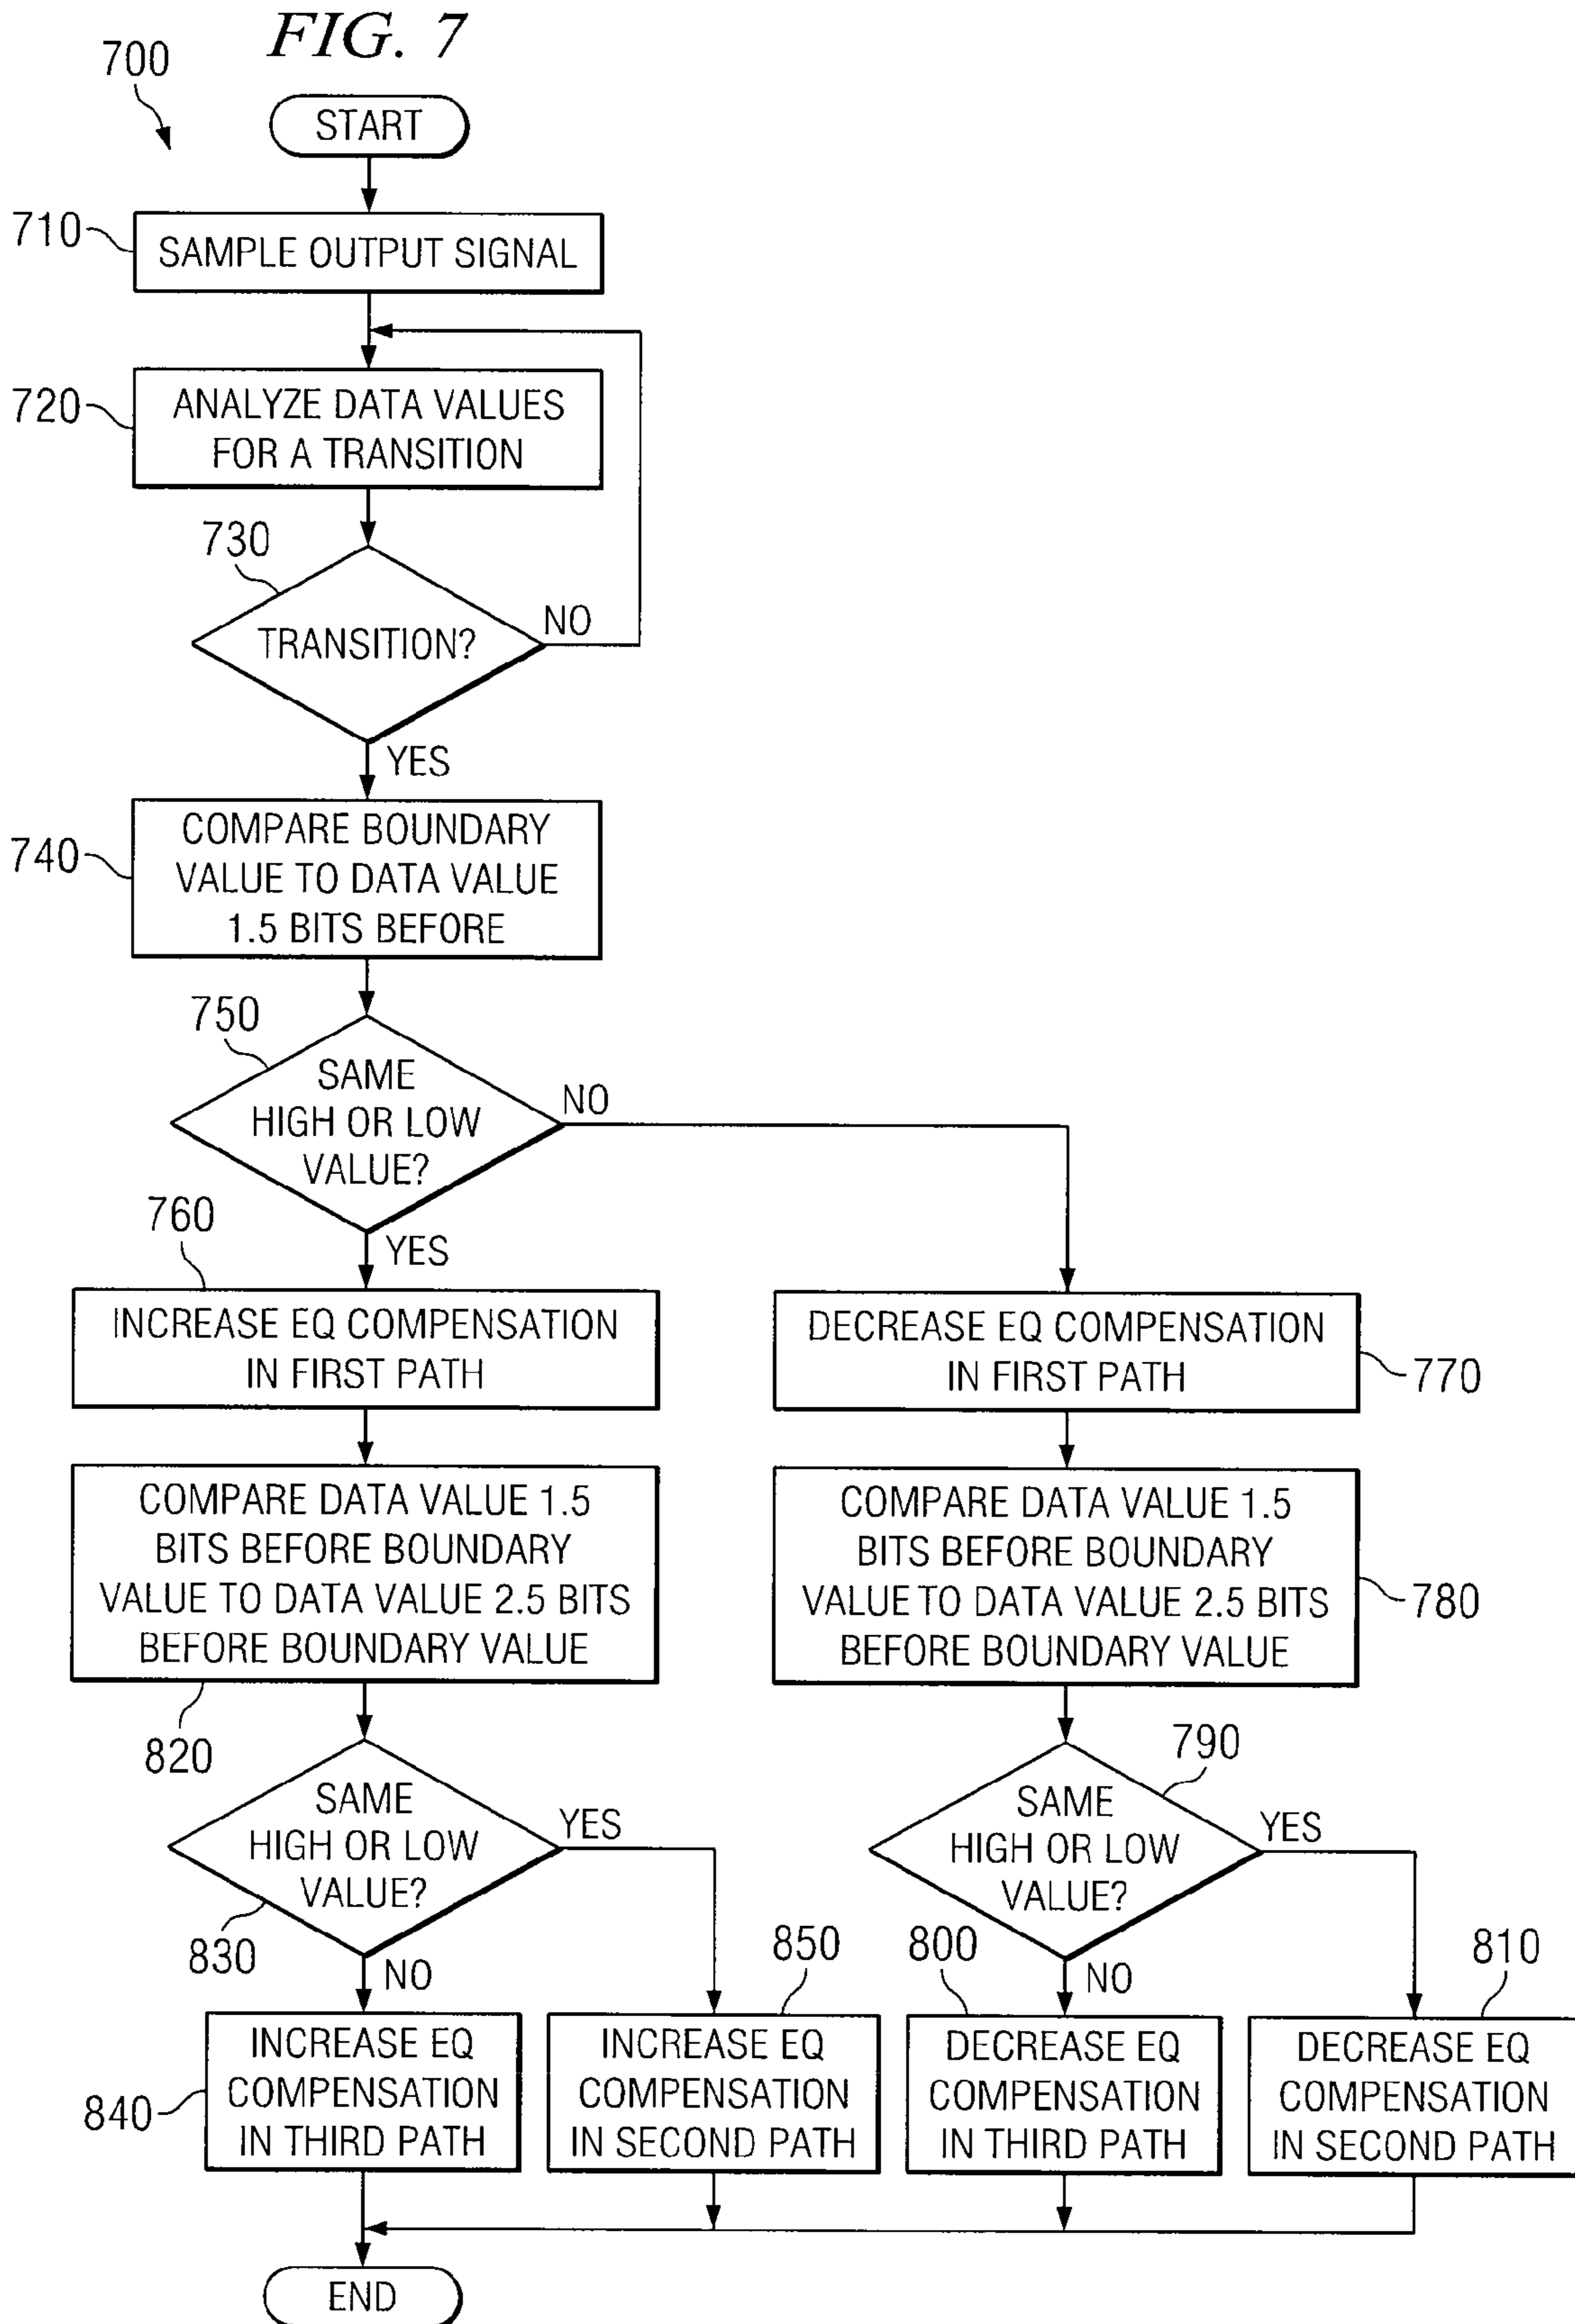 FIG. 7
700
START
710
SAMPLE OUTPUT SIGNAL
720
ANALYZE DATA VALUES
FOR A TRANSITION
730
TRANSITION?
NO
YES
740
COMPARE BOUNDARY
VALUE TO DATA VALUE
1.5 BITS BEFORE
750
SAME
HIGH OR LOW
VALUE?
NO
YES
760
INCREASE EQ COMPENSATION
IN FIRST PATH
DECREASE EQ COMPENSATION
IN FIRST PATH
770
COMPARE DATA VALUE 1.5
BITS BEFORE BOUNDARY
VALUE TO DATA VALUE 2.5 BITS
BEFORE BOUNDARY VALUE
820
COMPARE DATA VALUE 1.5
BITS BEFORE BOUNDARY
VALUE TO DATA VALUE 2.5 BITS
BEFORE BOUNDARY VALUE
780
SAME
HIGH OR LOW
VALUE?
830
YES
NO
790
SAME
HIGH OR LOW
VALUE?
YES
NO
840
INCREASE EQ
COMPENSATION
IN THIRD PATH
850
INCREASE EQ
COMPENSATION
IN SECOND PATH
800
DECREASE EQ
COMPENSATION
IN THIRD PATH
810
DECREASE EQ
COMPENSATION
IN SECOND PATH
END